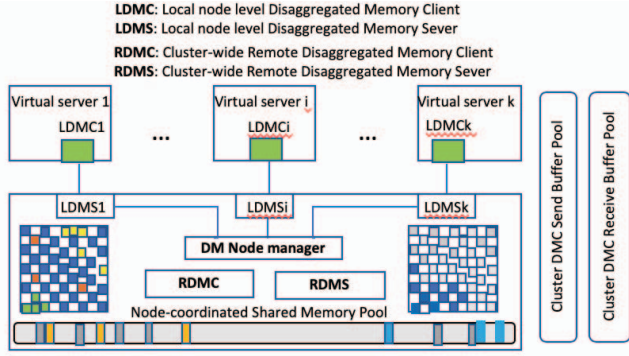 LDMC: Local node level Disaggregated Memory Client
LDMS: Local node level Disaggregated Memory Sever
RDMC: Cluster-wide Remote Disaggregated Memory Client
RDMS: Cluster-wide Remote Disaggregated Memory Sever
Virtual server 1
LDMC1
...
Virtual server i
LDMCi
...
Virtual server k
LDMCk
LDMS1
LDMSi
LDMSk
DM Node manager
RDMC
RDMS
Node-coordinated Shared Memory Pool
Cluster DMC Send Buffer Pool
Cluster DMC Receive Buffer Pool